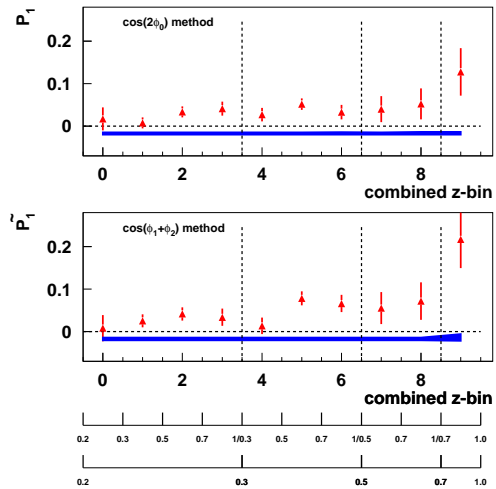 P₁
cos(2φ₀) method
0.2
0.1
0
0 2 4 6 8
combined z-bin
P̃₁
cos(φ₁+φ₂) method
0.2
0.1
0
0 2 4 6 8
combined z-bin
0.2 0.3 0.5 0.7 1/0.3 0.5 0.7 1/0.5 0.7 1/0.7 1.0
0.2 0.3 0.5 0.7 1.0